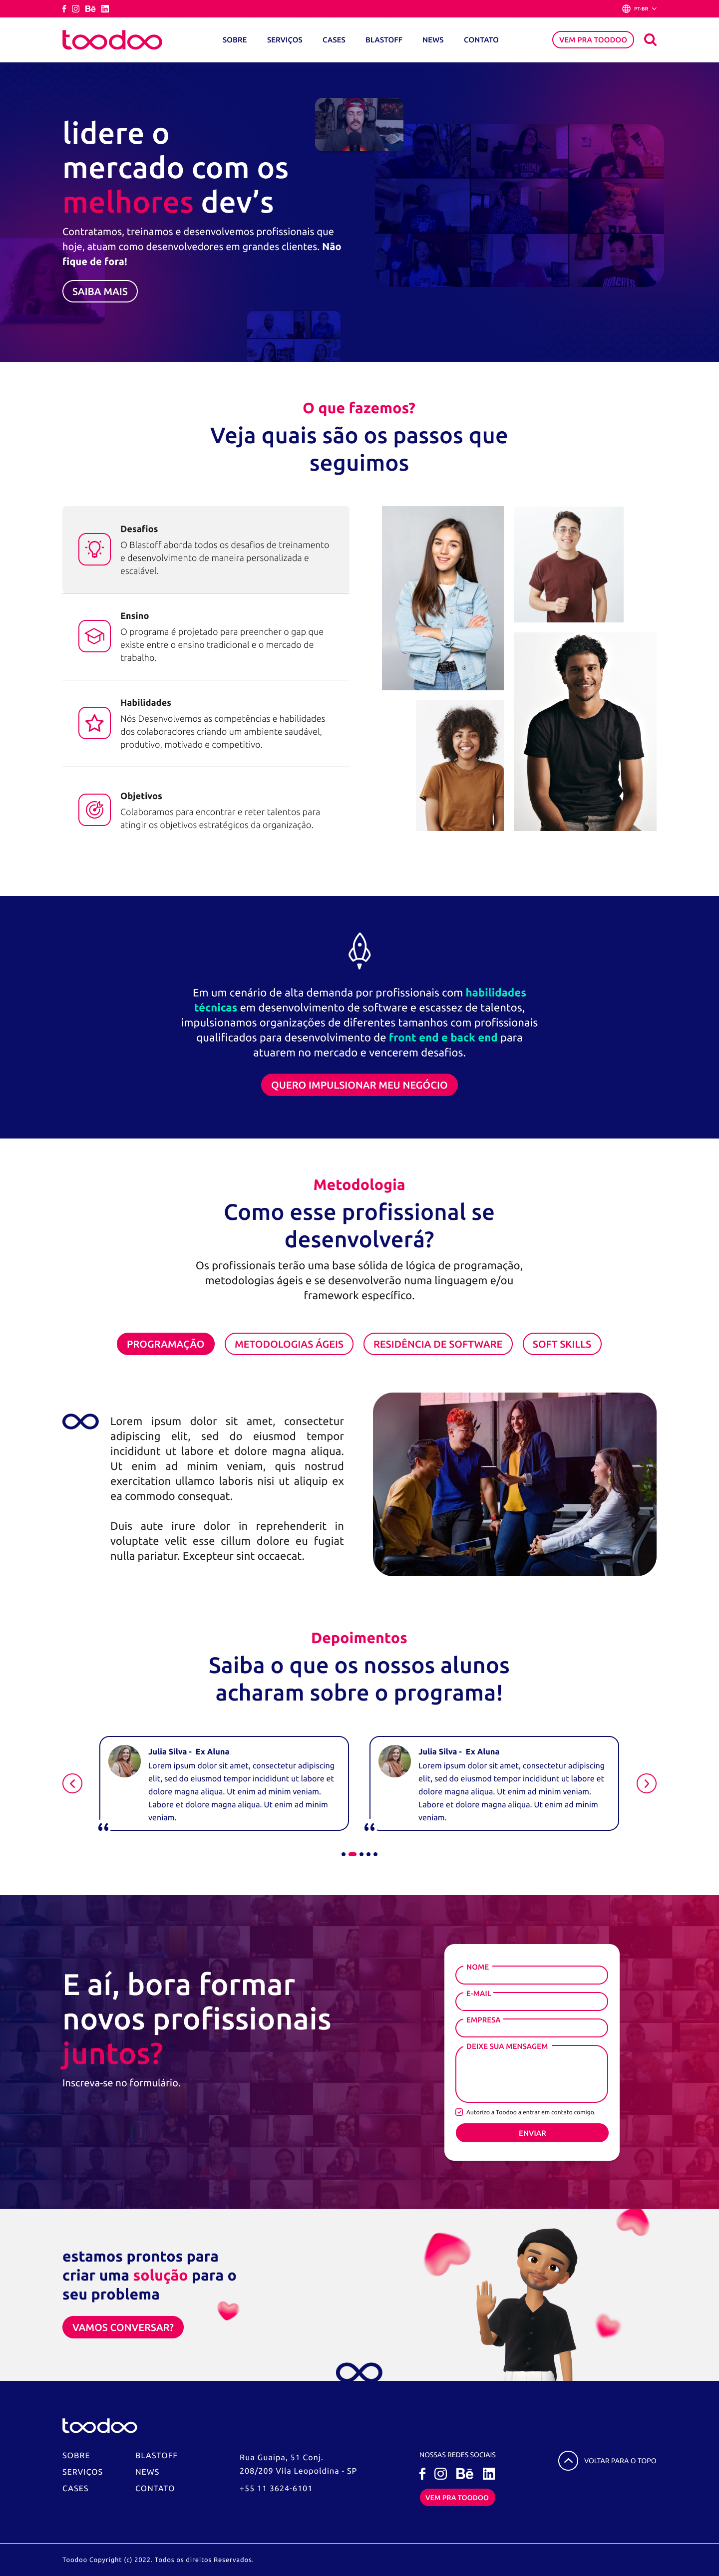 Bē
PT-BR
toodoo
SOBRE
SERVIÇOS
CASES
BLASTOFF
NEWS
CONTATO
VEM PRA TOODOO
lidere o
mercado com os
melhores dev’s
Contratamos, treinamos e desenvolvemos profissionais que
hoje, atuam como desenvolvedores em grandes clientes. Não
fique de fora!
SAIBA MAIS
O que fazemos?
Veja quais são os passos que
seguimos
Desafios
O Blastoff aborda todos os desafios de treinamento
e desenvolvimento de maneira personalizada e
escalável.
Ensino
O programa é projetado para preencher o gap que
existe entre o ensino tradicional e o mercado de
trabalho.
Habilidades
Nós Desenvolvemos as competências e habilidades
dos colaboradores criando um ambiente saudável,
produtivo, motivado e competitivo.
Objetivos
Colaboramos para encontrar e reter talentos para
atingir os objetivos estratégicos da organização.
Em um cenário de alta demanda por profissionais com habilidades
técnicas em desenvolvimento de software e escassez de talentos,
impulsionamos organizações de diferentes tamanhos com profissionais
qualificados para desenvolvimento de front end e back end para
atuarem no mercado e vencerem desafios.
QUERO IMPULSIONAR MEU NEGÓCIO
Metodologia
Como esse profissional se
desenvolverá?
Os profissionais terão uma base sólida de lógica de programação,
metodologias ágeis e se desenvolverão numa linguagem e/ou
framework específico.
PROGRAMAÇÃO
METODOLOGIAS ÁGEIS
RESIDÊNCIA DE SOFTWARE
SOFT SKILLS
Lorem ipsum dolor sit amet, consectetur
adipiscing elit, sed do eiusmod tempor
incididunt ut labore et dolore magna aliqua.
Ut enim ad minim veniam, quis nostrud
exercitation ullamco laboris nisi ut aliquip ex
ea commodo consequat.
Duis aute irure dolor in reprehenderit in
voluptate velit esse cillum dolore eu fugiat
nulla pariatur. Excepteur sint occaecat.
Depoimentos
Saiba o que os nossos alunos
acharam sobre o programa!
Julia Silva - Ex Aluna
Lorem ipsum dolor sit amet, consectetur adipiscing
elit, sed do eiusmod tempor incididunt ut labore et
dolore magna aliqua. Ut enim ad minim veniam.
Labore et dolore magna aliqua. Ut enim ad minim
veniam.
Julia Silva - Ex Aluna
Lorem ipsum dolor sit amet, consectetur adipiscing
elit, sed do eiusmod tempor incididunt ut labore et
dolore magna aliqua. Ut enim ad minim veniam.
Labore et dolore magna aliqua. Ut enim ad minim
veniam.
E aí, bora formar
novos profissionais
juntos?
Inscreva-se no formulário.
NOME
E-MAIL
EMPRESA
DEIXE SUA MENSAGEM
Autorizo a Toodoo a entrar em contato comigo.
ENVIAR
estamos prontos para
criar uma solução para o
seu problema
VAMOS CONVERSAR?
toodoo
SOBRE
SERVIÇOS
CASES
BLASTOFF
NEWS
CONTATO
Rua Guaipa, 51 Conj.
208/209 Vila Leopoldina - SP
+55 11 3624-6101
NOSSAS REDES SOCIAIS
Bē
VEM PRA TOODOO
VOLTAR PARA O TOPO
Toodoo Copyright (c) 2022. Todos os direitos Reservados.